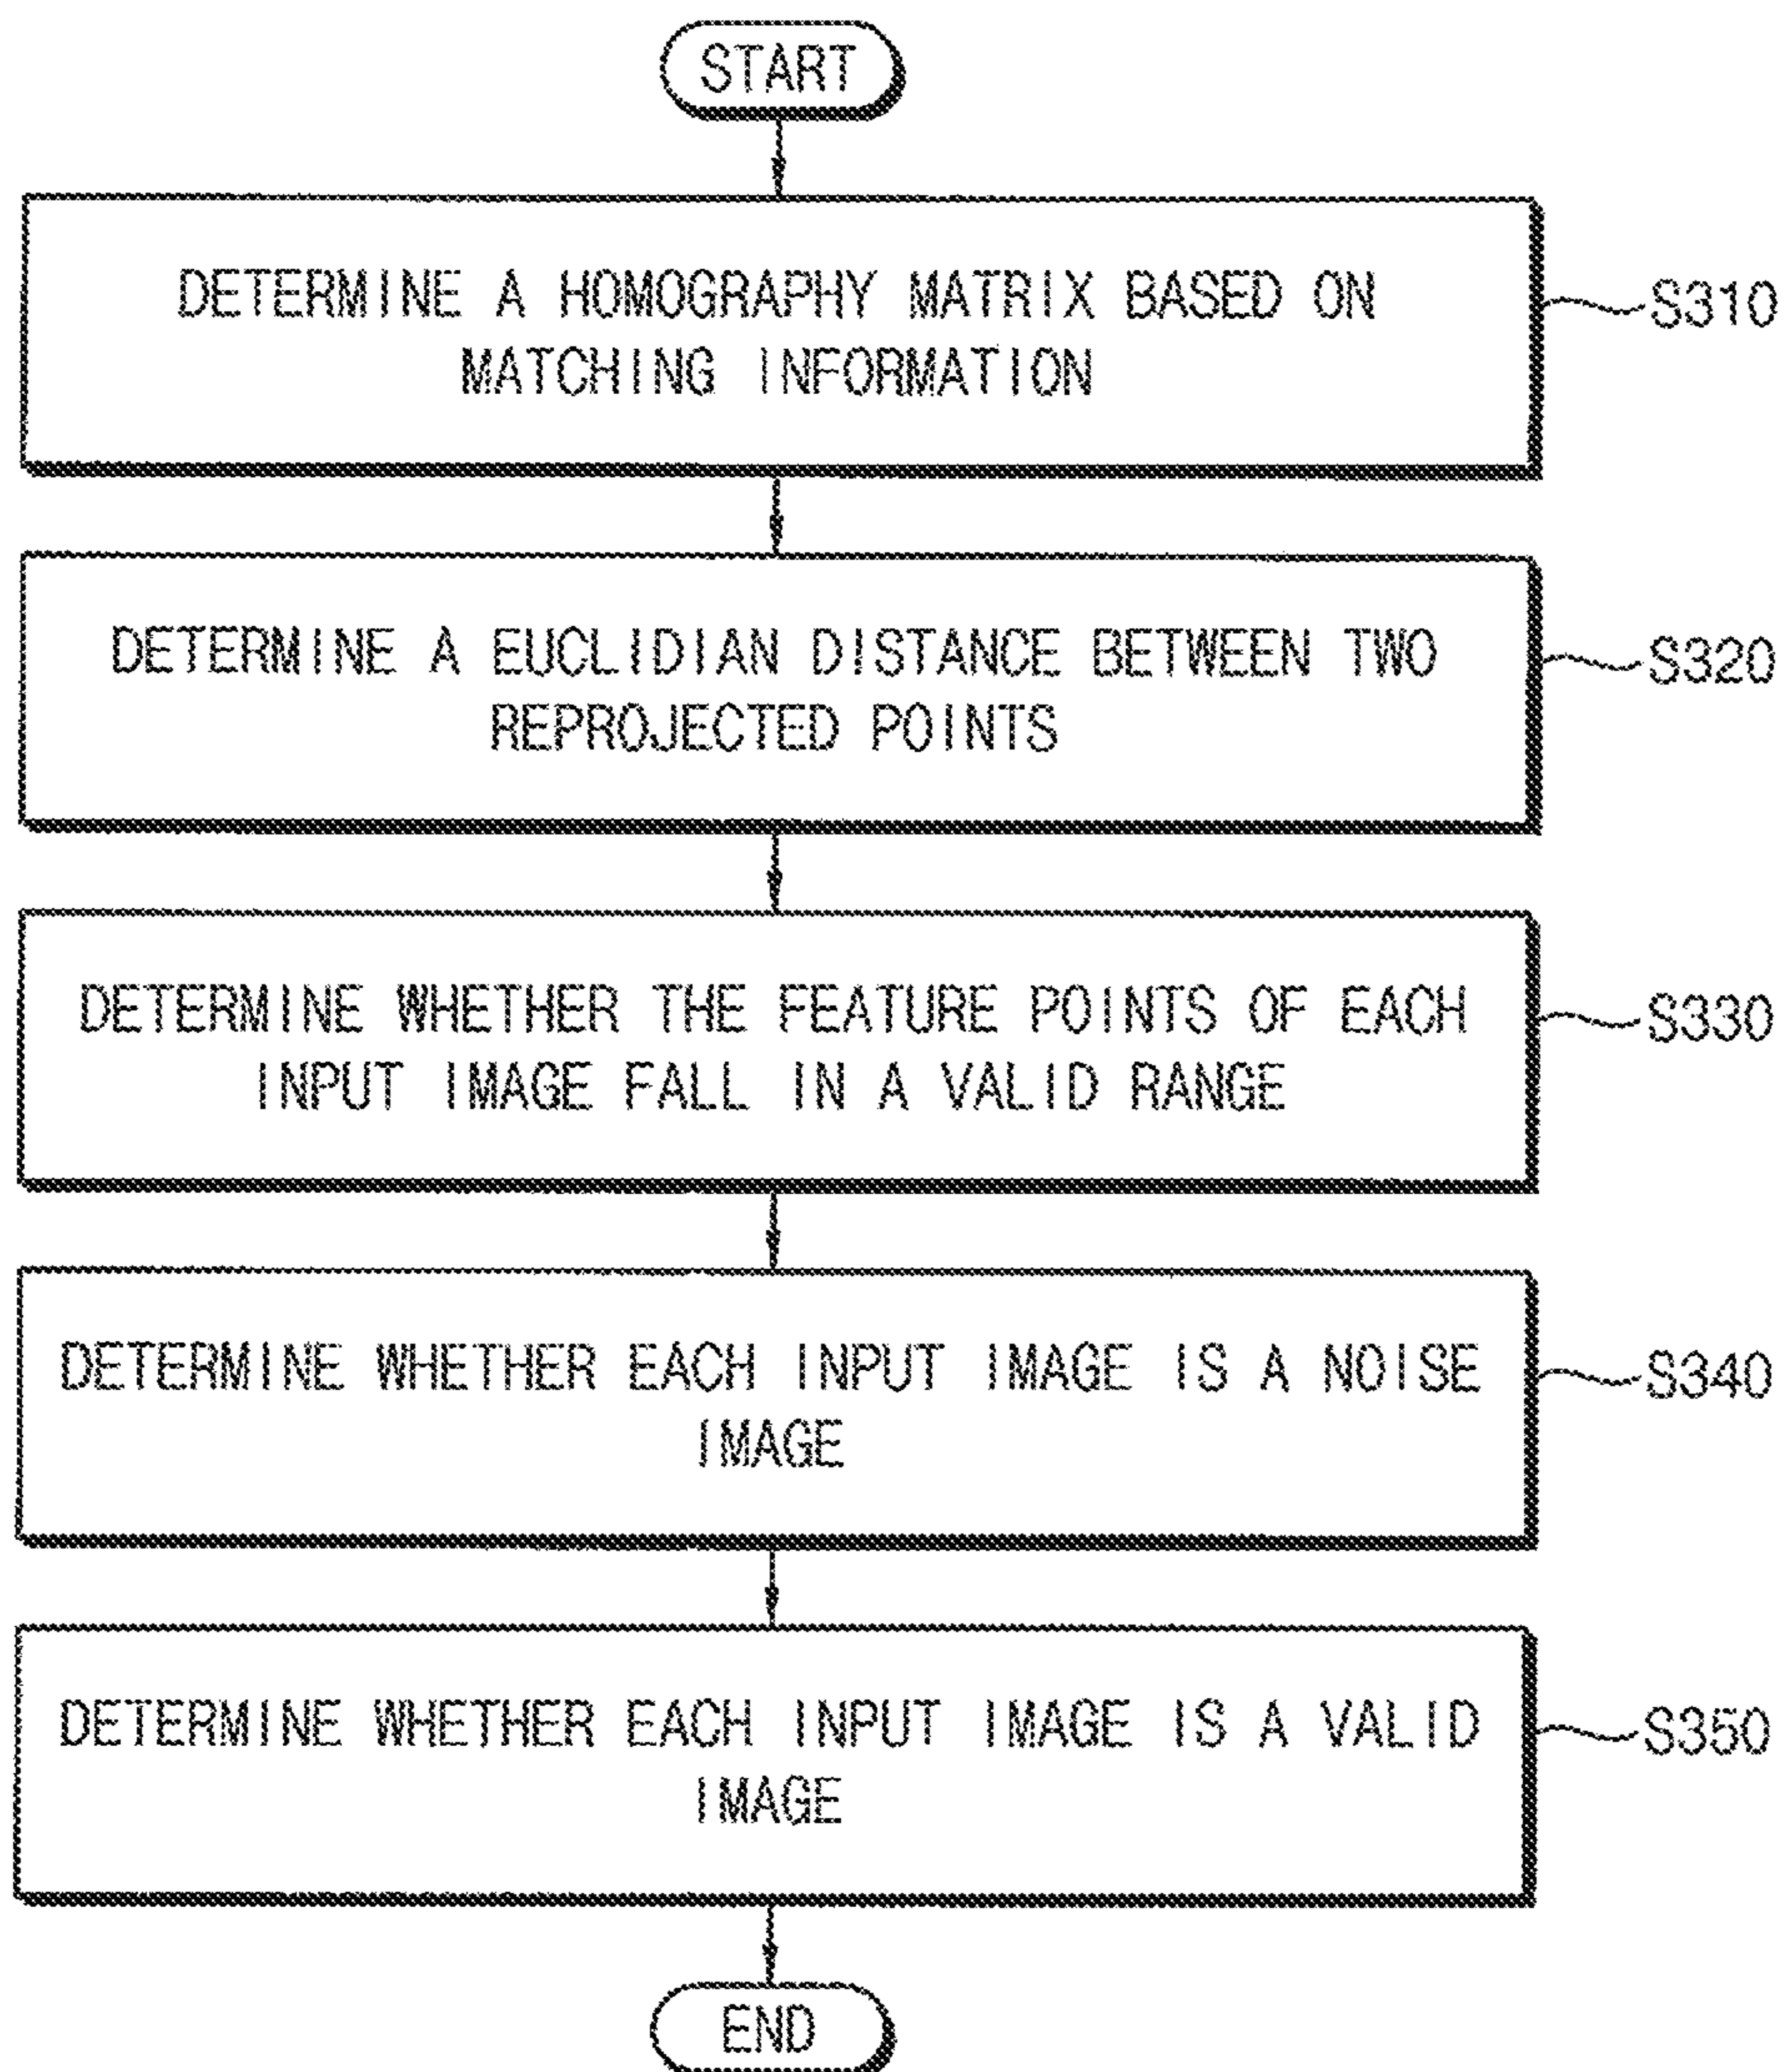 START
DETERMINE A HOMOGRAPHY MATRIX BASED ON
MATCHING INFORMATION
S310
DETERMINE A EUCLIDIAN DISTANCE BETWEEN TWO
REPROJECTED POINTS
S320
DETERMINE WHETHER THE FEATURE POINTS OF EACH
INPUT IMAGE FALL IN A VALID RANGE
S330
DETERMINE WHETHER EACH INPUT IMAGE IS A NOISE
IMAGE
S340
DETERMINE WHETHER EACH INPUT IMAGE IS A VALID
IMAGE
S350
END